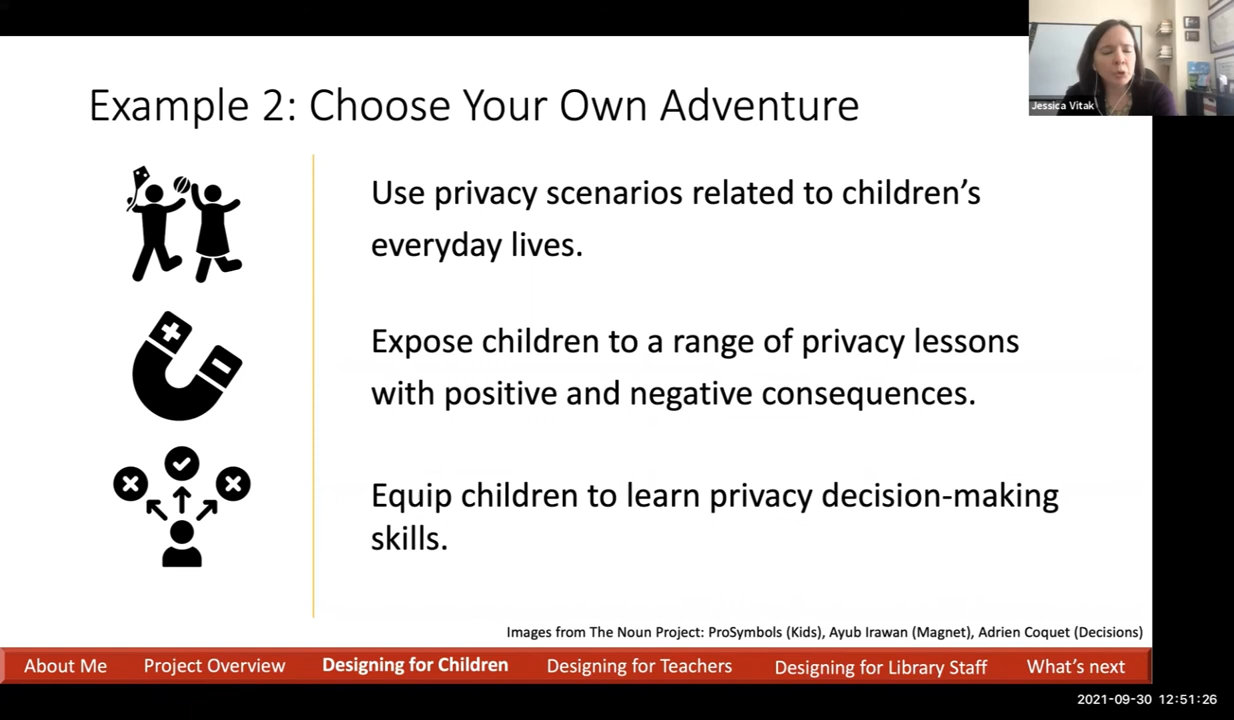 Example 2: Choose Your Own Adventure
Jessica Vitak
Use privacy scenarios related to children's
everyday lives.
Expose children to a range of privacy lessons
with positive and negative consequences.
Equip children to learn privacy decision-making
skills.
Images from The Noun Project: ProSymbols (Kids), Ayub Irawan (Magnet), Adrien Coquet (Decisions)
About Me Project Overview Designing for Children Designing for Teachers Designing for Library Staff What's next
2021-09-30 12:51:26